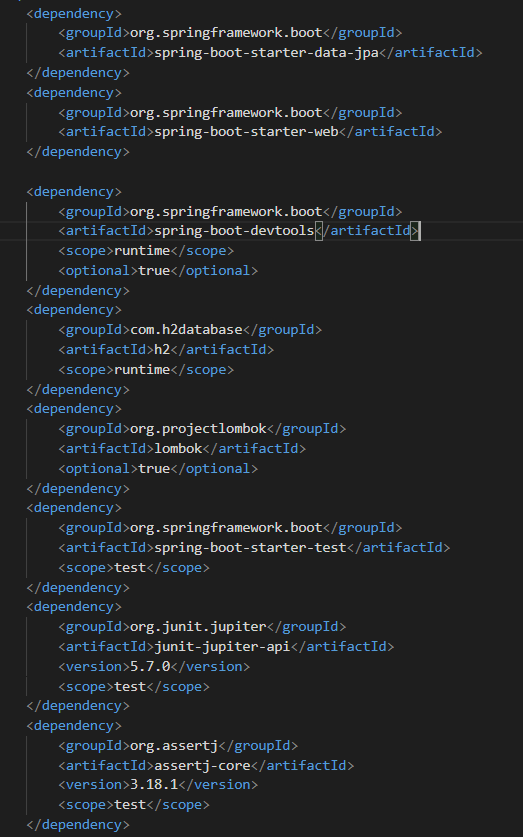 <dependency>
<groupId>org.springframework.boot</groupId>
<artifactId>spring-boot-starter-data-jpa</artifactId>
</dependency>
<dependency>
<groupId>org.springframework.boot</groupId>
<artifactId>spring-boot-starter-web</artifactId>
</dependency>
<dependency>
<groupId>org.springframework.boot</groupId>
<artifactId>spring-boot-devtools</artifactId>
<scope>runtime</scope>
<optional>true</optional>
</dependency>
<dependency>
<groupId>com.h2database</groupId>
<artifactId>h2</artifactId>
<scope>runtime</scope>
</dependency>
<dependency>
<groupId>org.projectlombok</groupId>
<artifactId>lombok</artifactId>
<optional>true</optional>
</dependency>
<dependency>
<groupId>org.springframework.boot</groupId>
<artifactId>spring-boot-starter-test</artifactId>
<scope>test</scope>
</dependency>
<dependency>
<groupId>org.junit.jupiter</groupId>
<artifactId>junit-jupiter-api</artifactId>
<version>5.7.0</version>
<scope>test</scope>
</dependency>
<dependency>
<groupId>org.assertj</groupId>
<artifactId>assertj-core</artifactId>
<version>3.18.1</version>
<scope>test</scope>
</dependency>